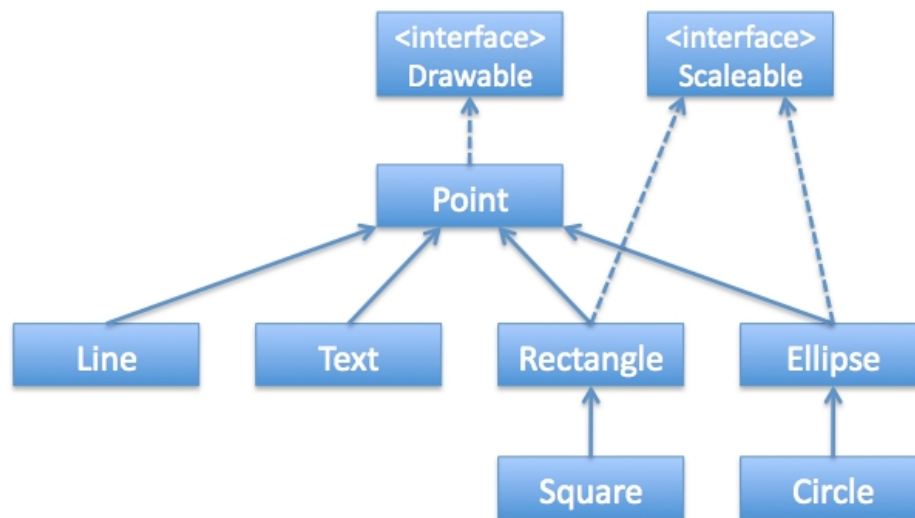 <interface>
Drawable
<interface>
Scaleable
Point
Line
Text
Rectangle
Ellipse
Square
Circle